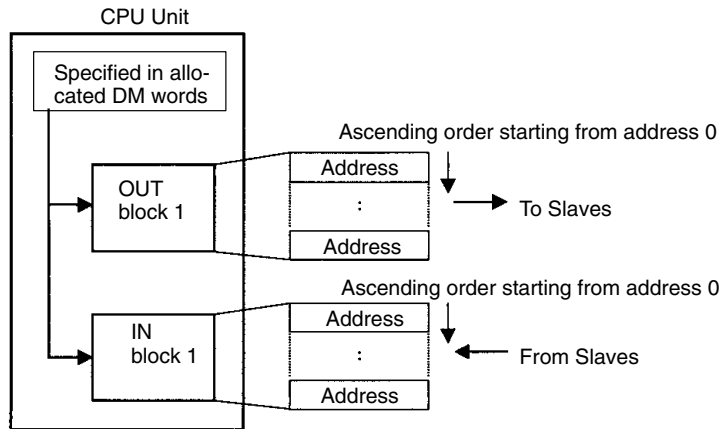 CPU Unit
Specified in allo-
cated DM words
Ascending order starting from address 0
Address
OUT
block 1
:
To Slaves
Address
Ascending order starting from address 0
Address
IN
block 1
:
From Slaves
Address